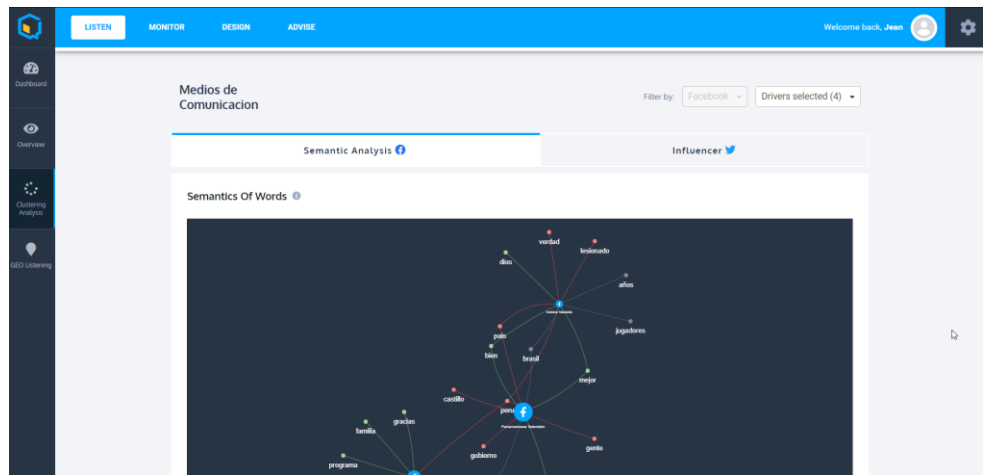 LISTEN
MONITOR
DESIGN
ADVISE
Welcome back, Jean
Dashboard
Overview
Clustering
Analysis
GEO Listening
Medios de
Comunicacion
Filter by:
Facebook
Drivers selected (4)
Semantic Analysis
Influencer
Semantics Of Words
verdad
lesionado
dios
años
jugadores
pais
bien
brasil
mejor
castillo
peru
Panamericana Televisión
gracias
familia
gobierno
gente
programa